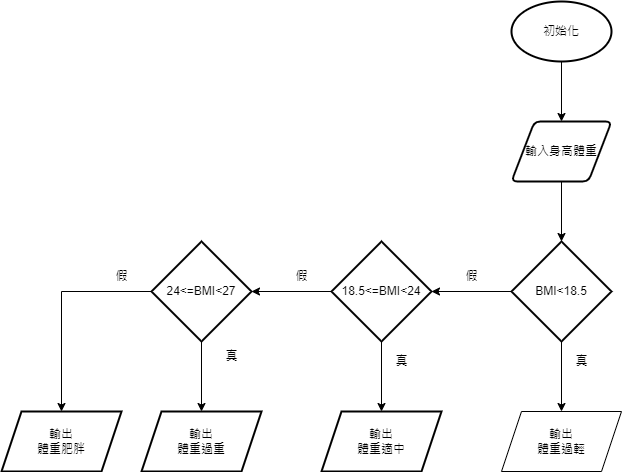 初始化
輸入身高體重
假
假
假
24<=BMI<27
18.5<=BMI<24
BMI<18.5
真
真
真
輸出
體重肥胖
輸出
體重過重
輸出
體重適中
輸出
體重過輕